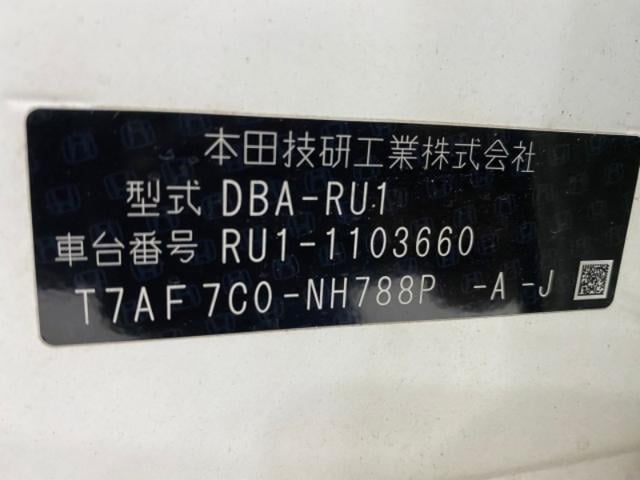 本田技研工業株式会社
型式 DBA-RU1
車台番号 RU1-1103660
T7AF7C0-NH788P -A-J